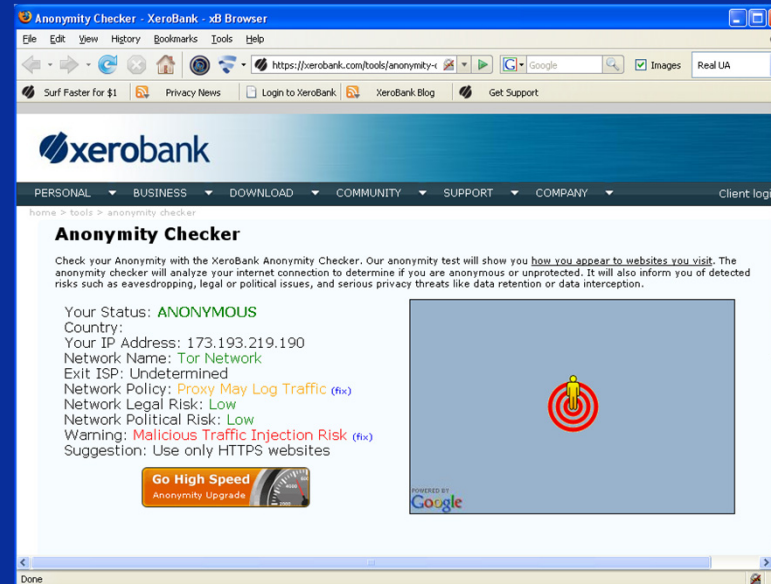 Anonymity Checker - XeroBank - xB Browser
File Edit View History Bookmarks Tools Help
https://xerobank.com/tools/anonymity-c Google Images Real UA
Surf Faster for $1 Privacy News Login to XeroBank XeroBank Blog Get Support
xerobank
PERSONAL BUSINESS DOWNLOAD COMMUNITY SUPPORT COMPANY Client logi
home > tools > anonymity checker
Anonymity Checker
Check your Anonymity with the XeroBank Anonymity Checker. Our anonymity test will show you how you appear to websites you visit. The
anonymity checker will analyze your internet connection to determine if you are anonymous or unprotected. It will also inform you of detected
risks such as eavesdropping, legal or political issues, and serious privacy threats like data retention or data interception.
Your Status: ANONYMOUS
Country:
Your IP Address: 173.193.219.190
Network Name: Tor Network
Exit ISP: Undetermined
Network Policy: Proxy May Log Traffic (fix)
Network Legal Risk: Low
Network Political Risk: Low
Warning: Malicious Traffic Injection Risk (fix)
Suggestion: Use only HTTPS websites
Go High Speed
Anonymity Upgrade
POWERED BY
Google
Done